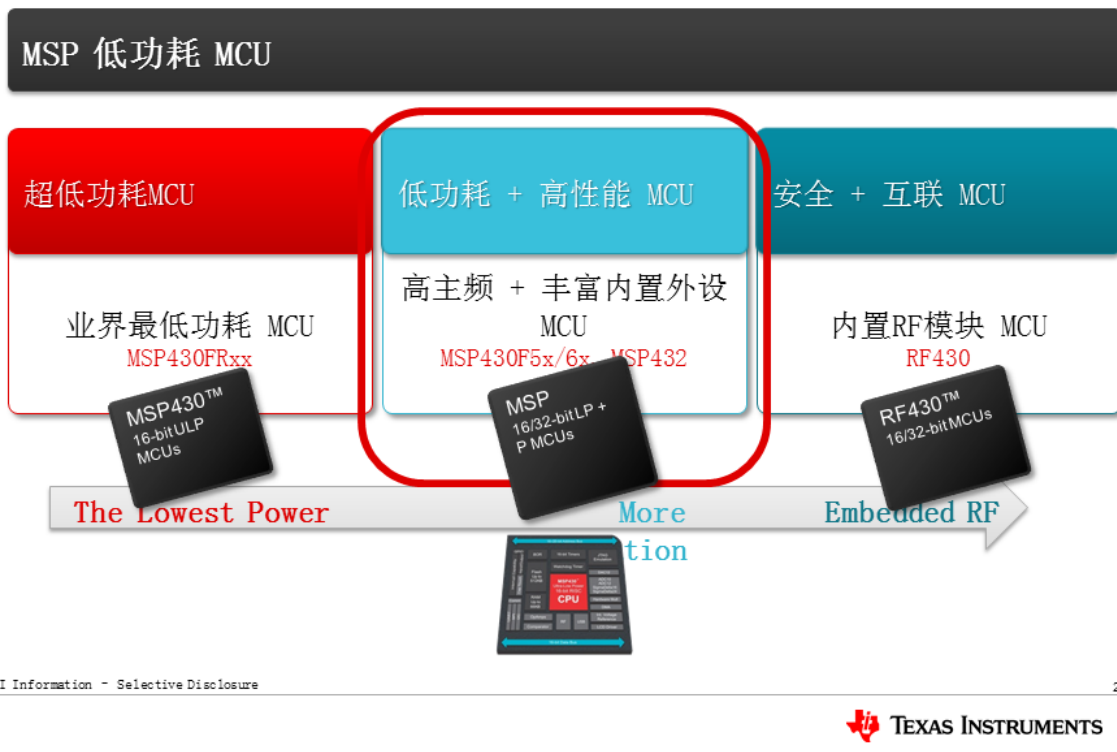 MSP 低功耗 MCU
超低功耗MCU
低功耗 + 高性能 MCU
安全 + 互联 MCU
业界最低功耗 MCU
MSP430FRxx
高主频 + 丰富内置外设
MCU
MSP430F5x/6x MSP432
内置RF模块 MCU
RF430
MSP430™
16-bit ULP
MCUs
MSP
16/32-bit LP +
P MCUs
RF430™
16/32-bit MCUs
The Lowest Power
More
tion
Embedded RF
CPU
I Information - Selective Disclosure
2
TEXAS INSTRUMENTS